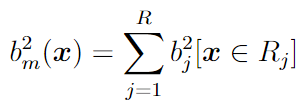 $b_m^2(\boldsymbol{x}) = \sum_{j=1}^{R} b_j^2[\boldsymbol{x} \in R_j]$